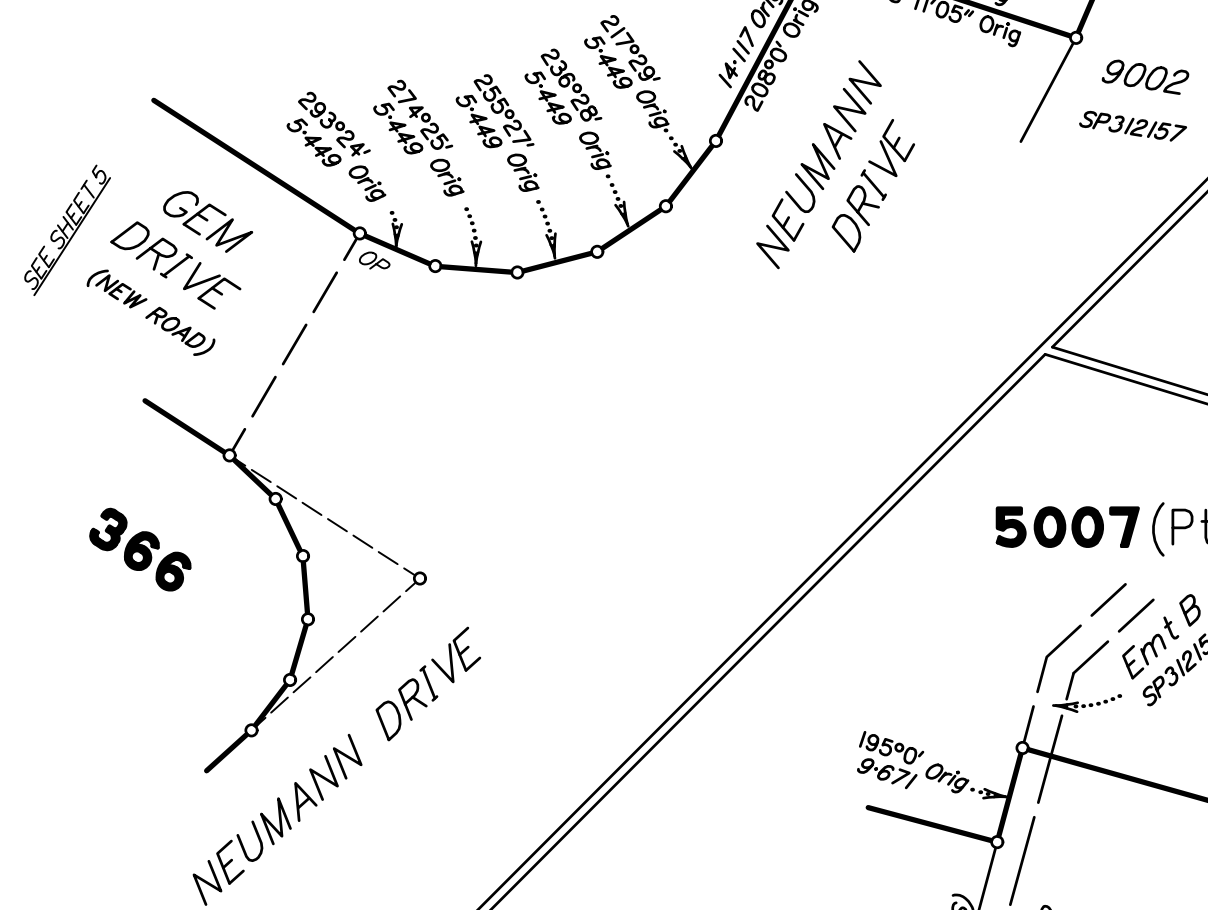 217°29'
5·449 Orig
236°28'
5·449 Orig
255°27'
5·449 Orig
274°25'
5·449 Orig
293°24'
5·449 Orig
14·117 Orig
208°0' Orig
11'05" Orig
9002
SP312157
NEUMANN
DRIVE
SEE SHEET 5
GEM
DRIVE
(NEW ROAD)
OP
366
5007 (Pt
NEUMANN DRIVE
Emt B
SP31215
195°0' Orig
9·671